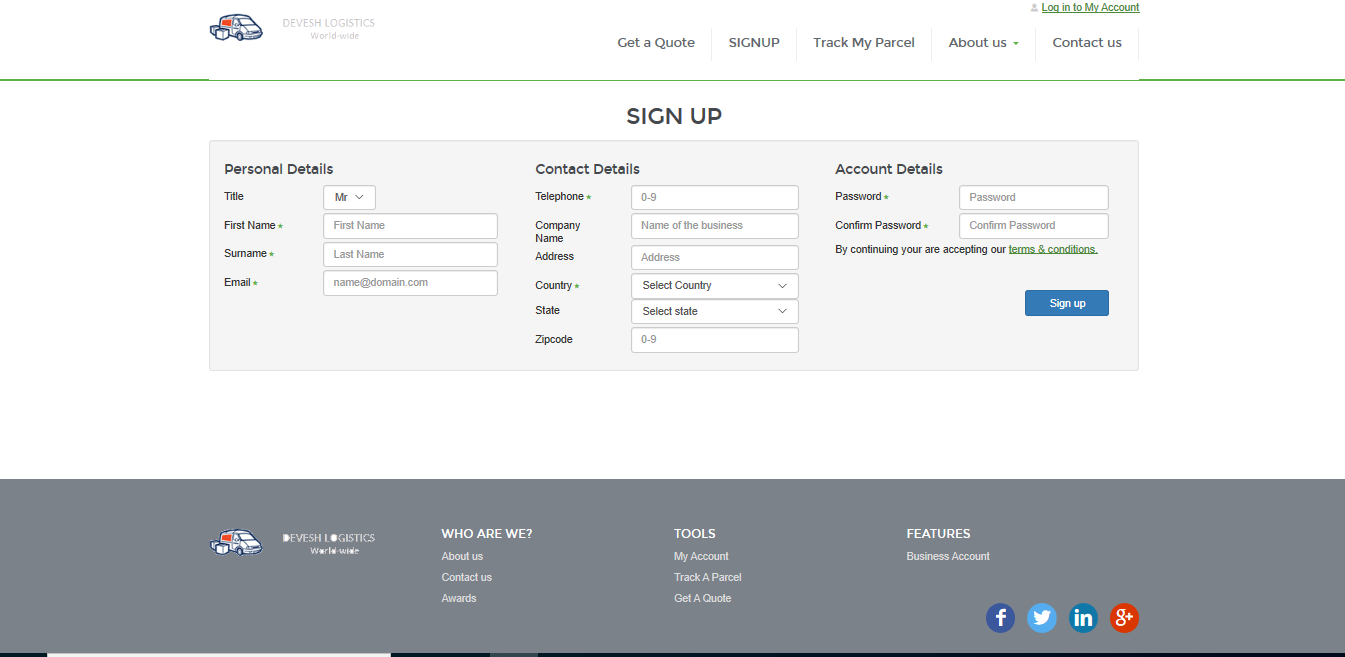 Log in to My Account
DEVESH LOGISTICS
World-wide
Get a Quote
SIGNUP
Track My Parcel
About us
Contact us
SIGN UP
Personal Details
Title
Mr
First Name *
First Name
Surname *
Last Name
Email *
name@domain.com
Contact Details
Telephone *
0-9
Company
Name
Name of the business
Address
Address
Country *
Select Country
State
Select state
Zipcode
0-9
Account Details
Password *
Password
Confirm Password *
Confirm Password
By continuing your are accepting our terms & conditions.
Sign up
DEVESH LOGISTICS
World-wide
WHO ARE WE?
About us
Contact us
Awards
TOOLS
My Account
Track A Parcel
Get A Quote
FEATURES
Business Account
f
in
g+